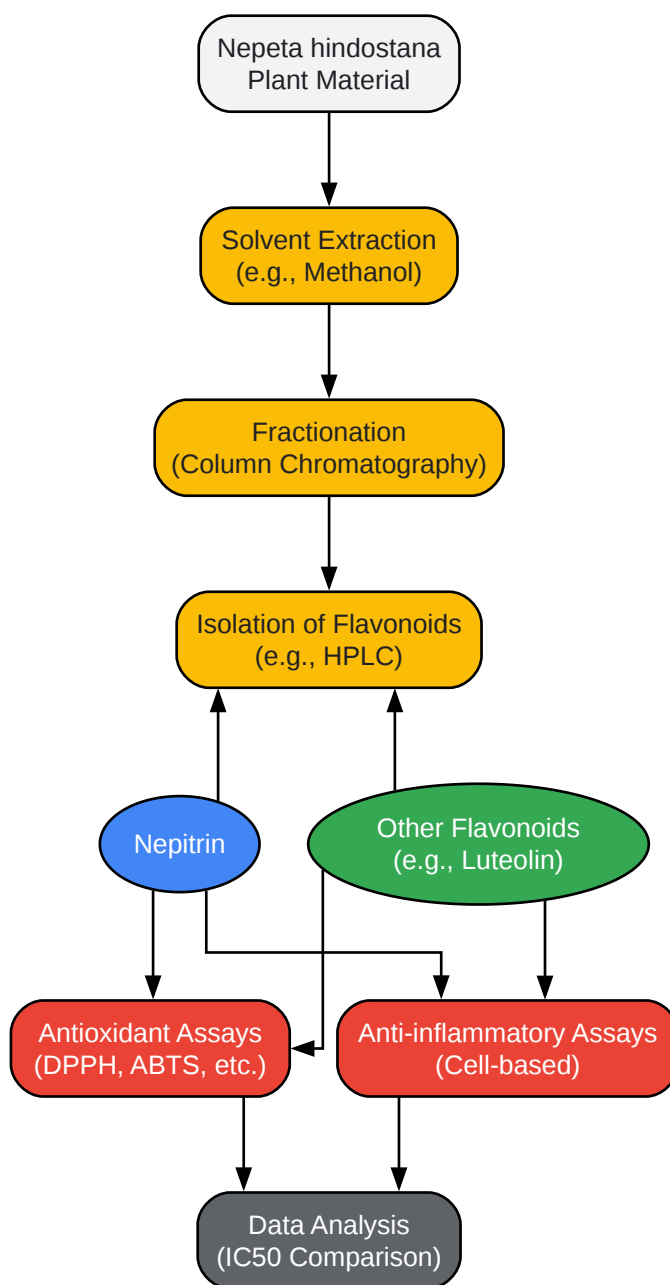 Nepeta hindostana
Plant Material
Solvent Extraction
(e.g., Methanol)
Fractionation
(Column Chromatography)
Isolation of Flavonoids
(e.g., HPLC)
Nepitrin
Other Flavonoids
(e.g., Luteolin)
Antioxidant Assays
(DPPH, ABTS, etc.)
Anti-inflammatory Assays
(Cell-based)
Data Analysis
(IC50 Comparison)